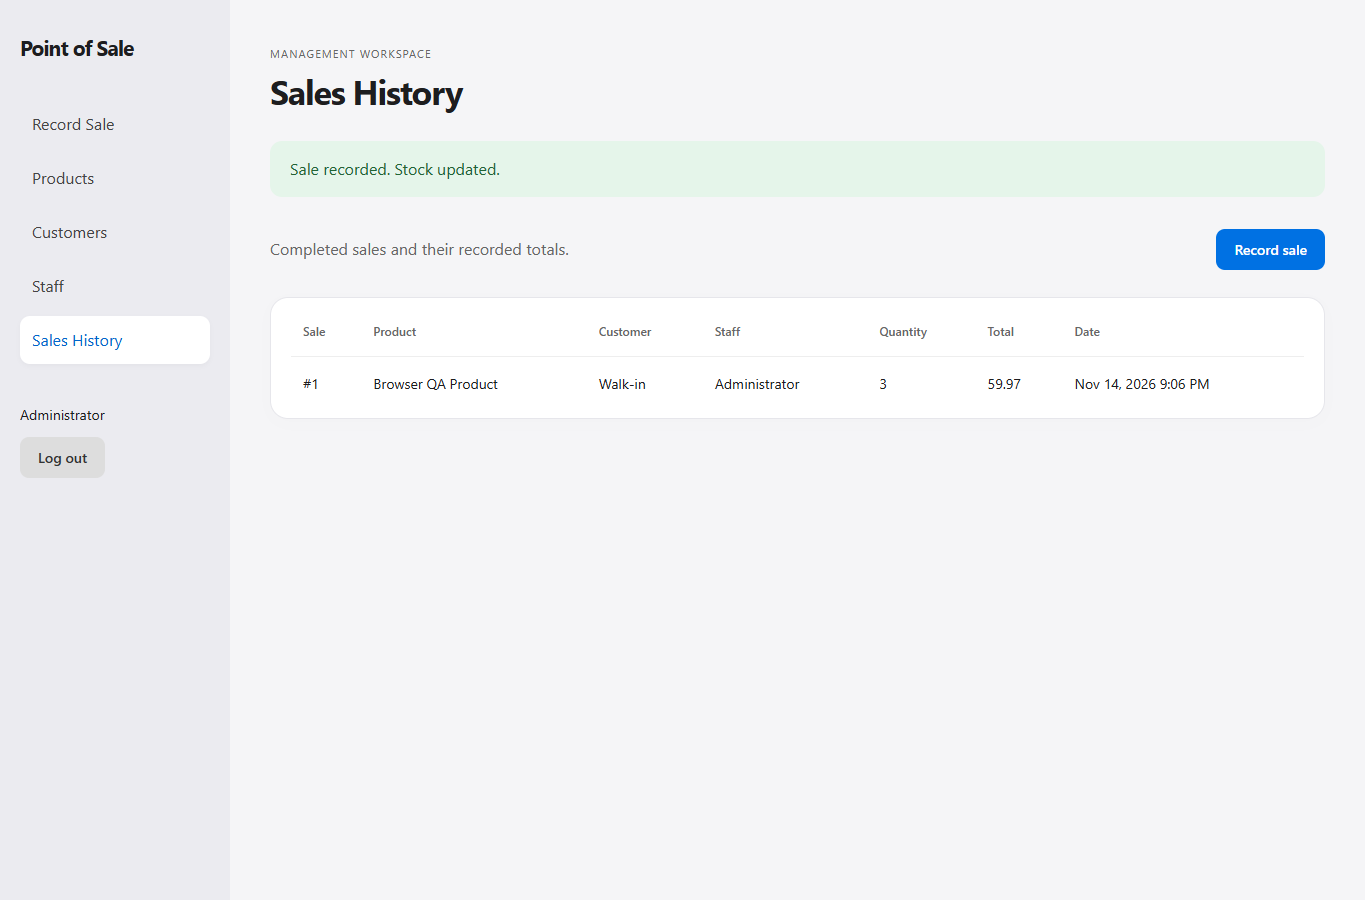 Point of Sale
Record Sale
Products
Customers
Staff
Sales History
Administrator
Log out
MANAGEMENT WORKSPACE
Sales History
Sale recorded. Stock updated.
Completed sales and their recorded totals.
Record sale
Sale Product Customer Staff Quantity Total Date
#1 Browser QA Product Walk-in Administrator 3 59.97 Nov 14, 2026 9:06 PM